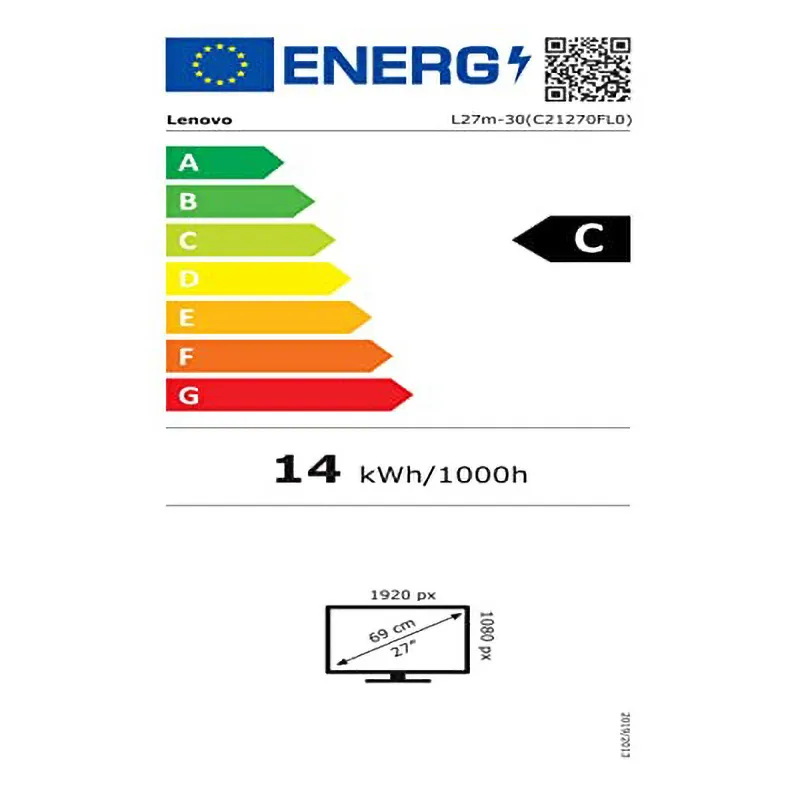 ENERG
Lenovo
L27m-30(C21270FL0)
A
B
C
C
D
E
F
G
14 kWh/1000h
1920 px
1080 px
69 cm
27"
2019/2013